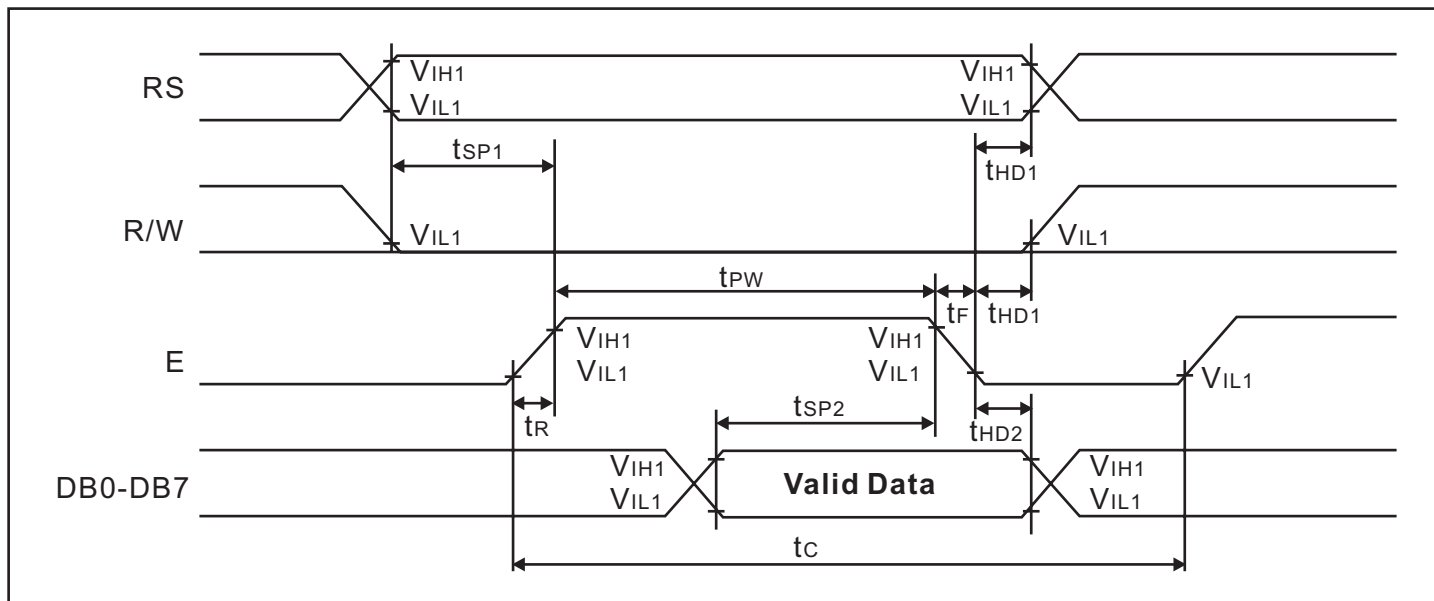 RS
VIH1
VIH1
VIL1
VIL1
tSP1
tHD1
R/W
VIL1
VIL1
tPW
tF
tHD1
E
VIH1
VIH1
VIL1
VIL1
VIL1
tR
tSP2
tHD2
DB0-DB7
VIH1
Valid Data
VIH1
VIL1
VIL1
tC